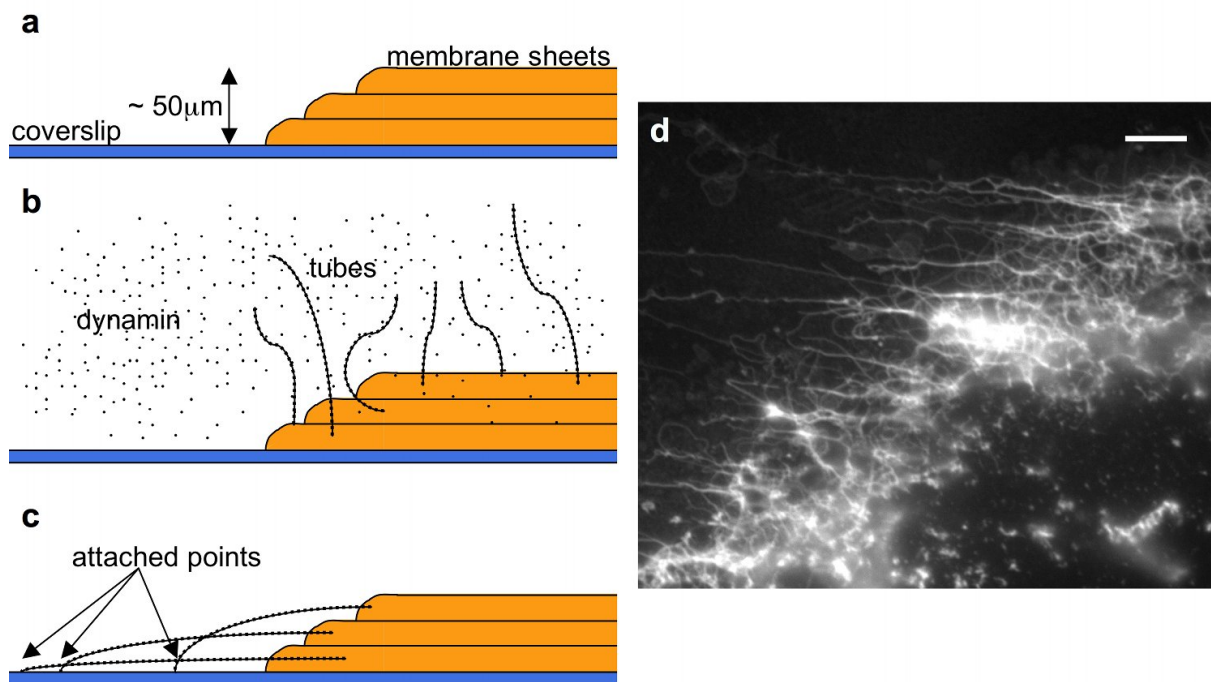 a
membrane sheets
~ 50μm
coverslip
b
tubes
dynamin
c
attached points
d